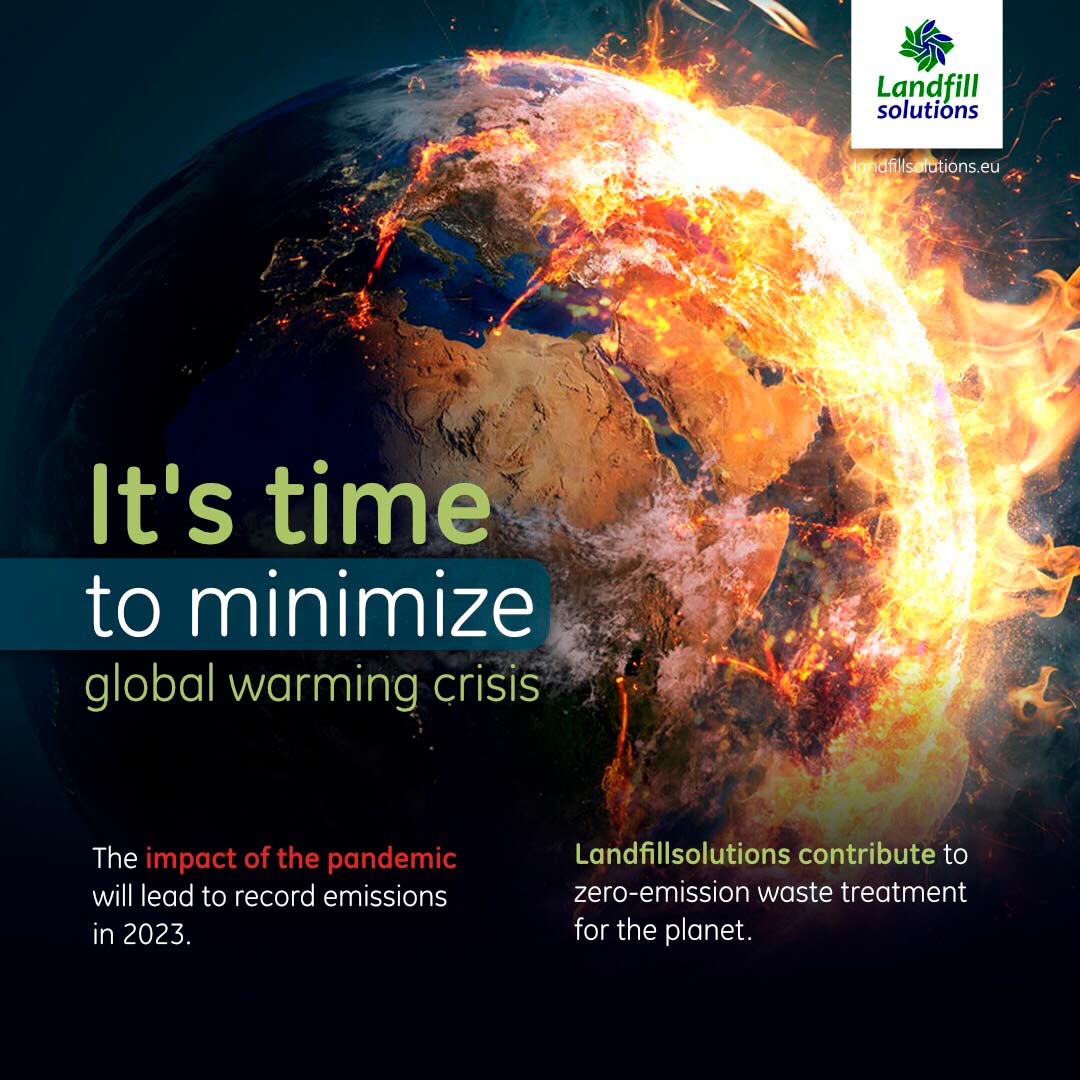 Landfill
solutions
landfillsolutions.eu
It's time
to minimize
global warming crisis
The impact of the pandemic
will lead to record emissions
in 2023.
Landfillsolutions contribute to
zero-emission waste treatment
for the planet.